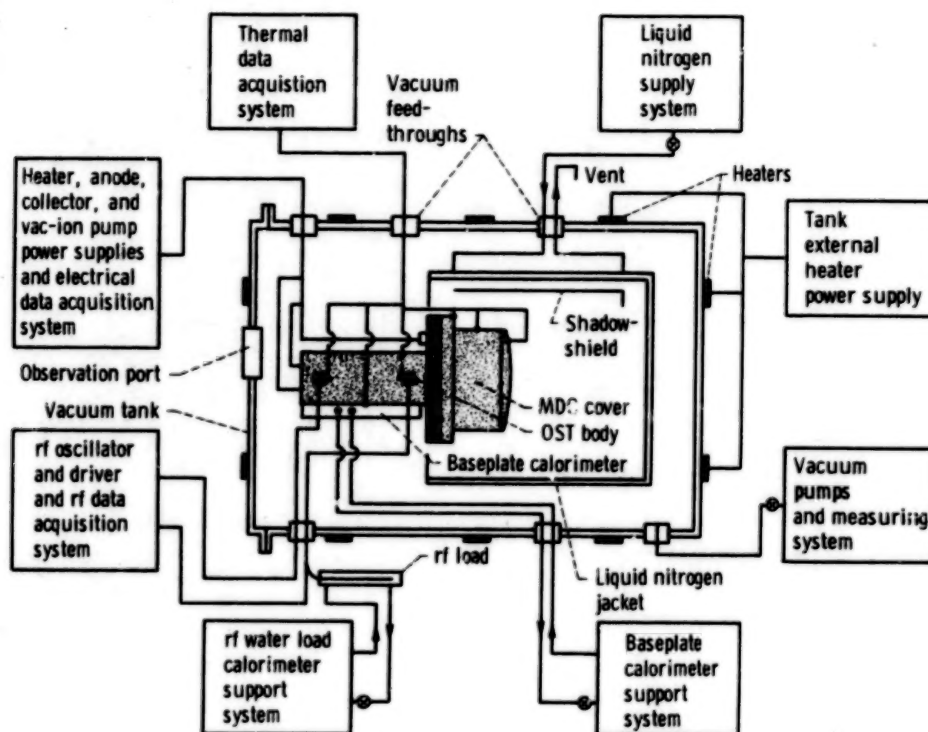 Thermal
data
acquistion
system
Vacuum
feed-
throughs
Liquid
nitrogen
supply
system
Vent
Heaters
Heater, anode,
collector, and
vac-ion pump
power supplies
and electrical
data acquisition
system
Tank
external
heater
power supply
Shadow-
shield
Observation port
Vacuum tank
MDC cover
OST body
Baseplate calorimeter
rf oscillator
and driver
and rf data
acquisition
system
Vacuum
pumps
and measuring
system
rf load
Liquid nitrogen
jacket
rf water load
calorimeter
support
system
Baseplate
calorimeter
support
system